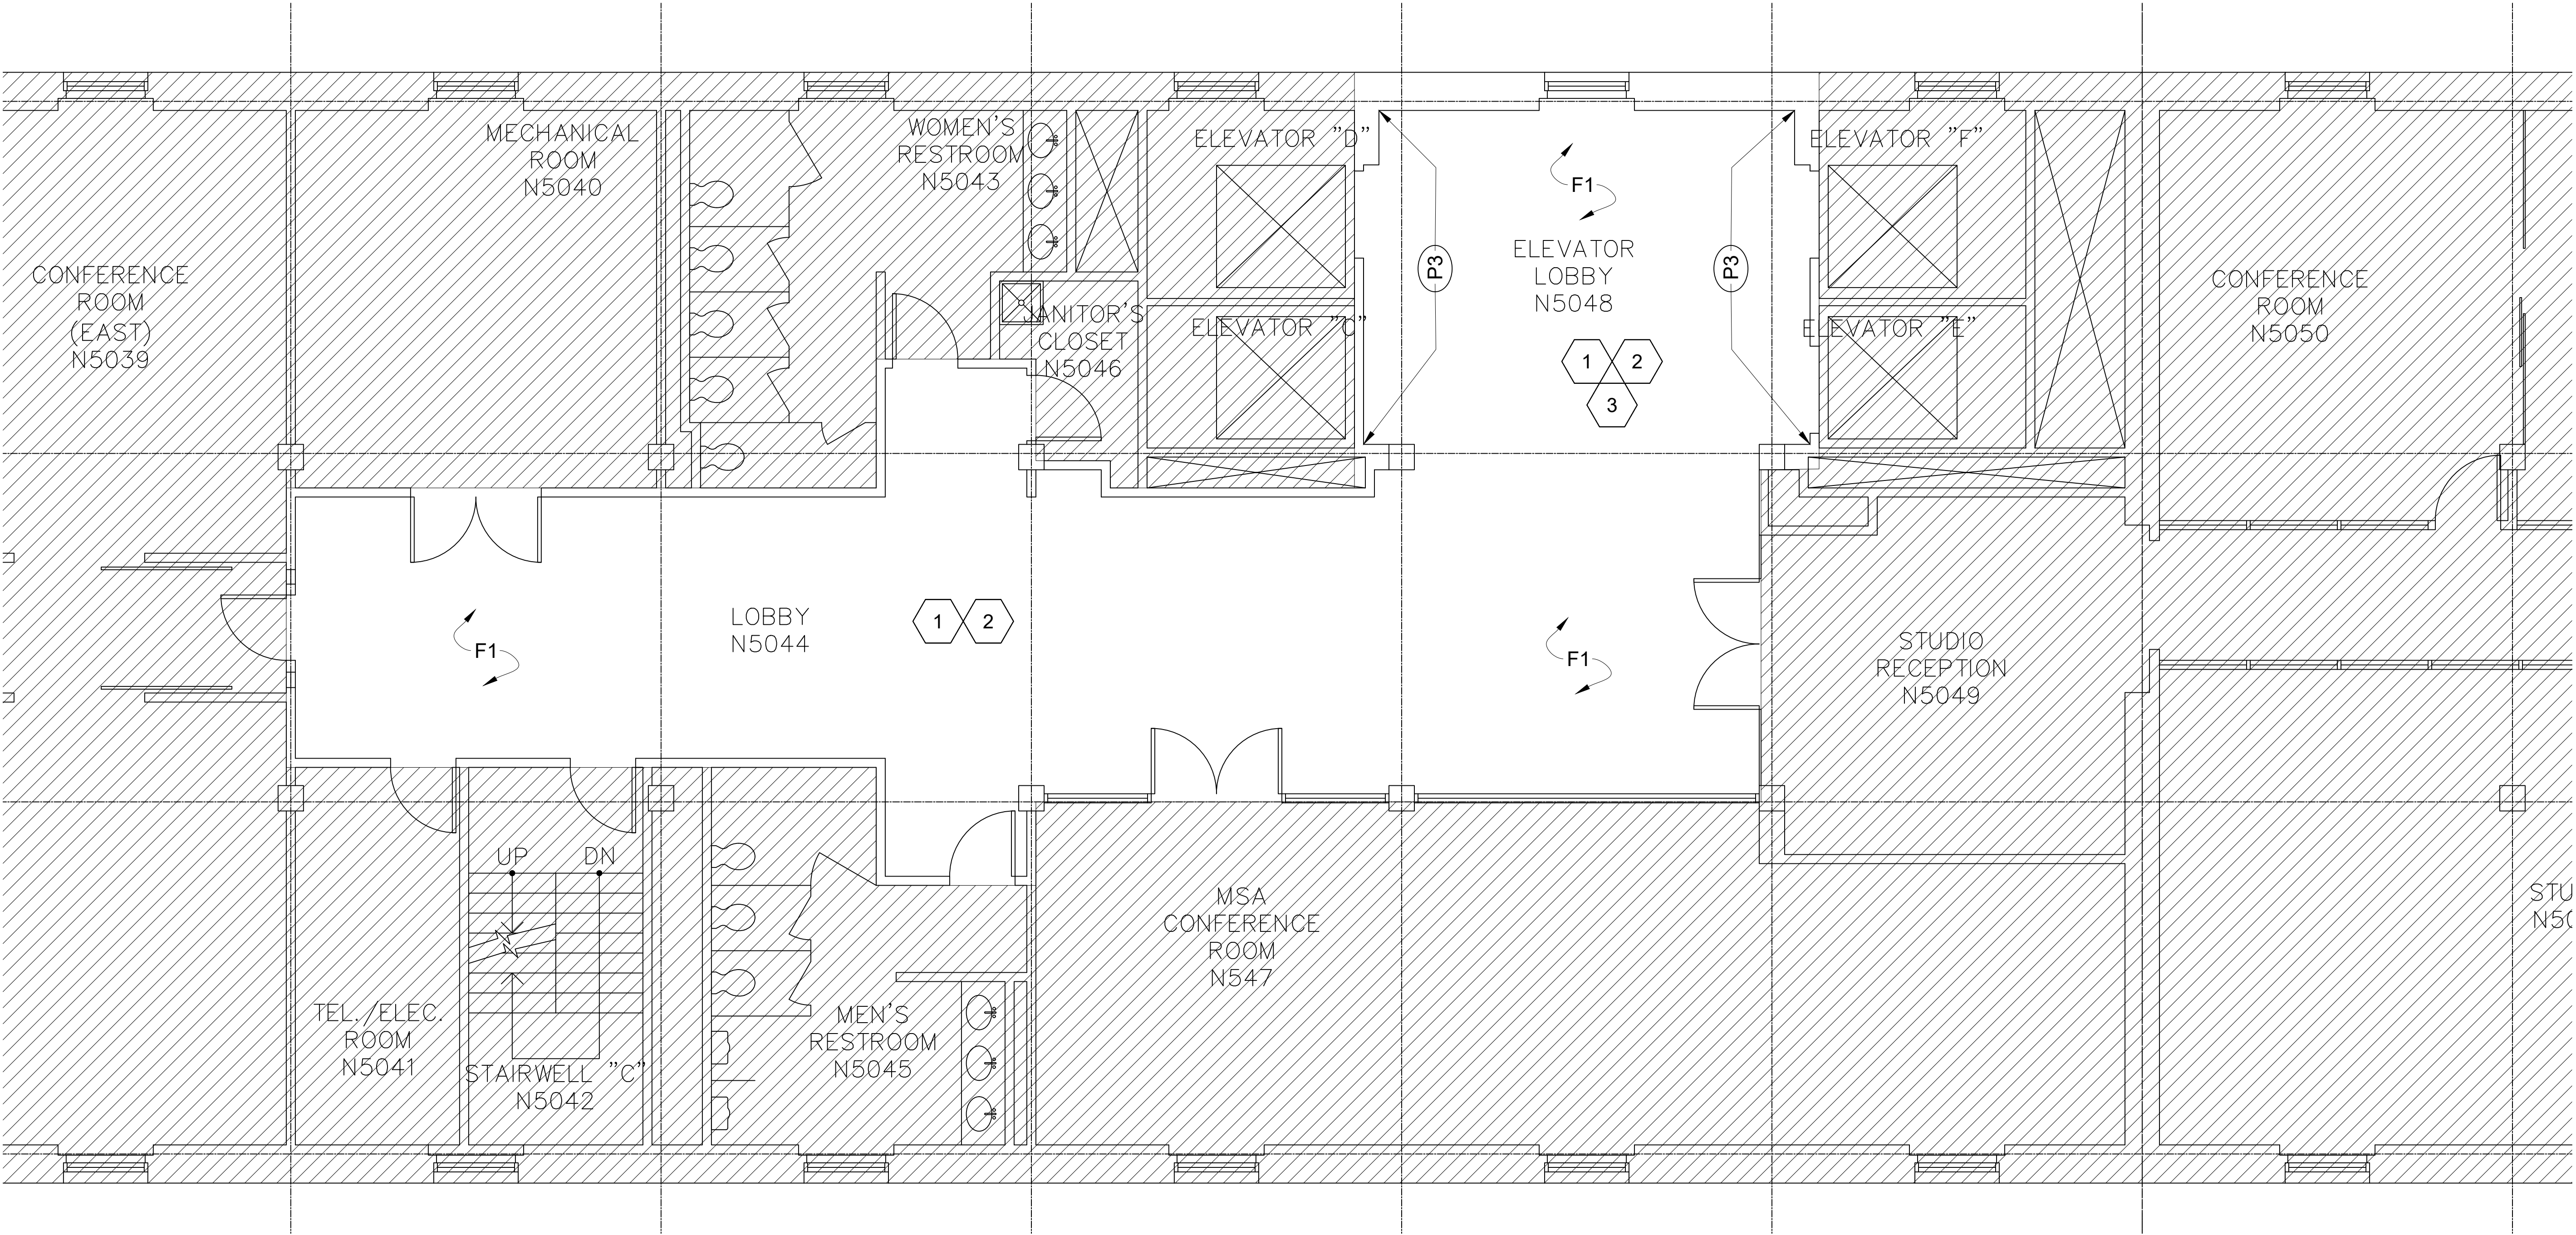 MECHANICAL
ROOM
N5040
WOMEN'S
RESTROOM
N5043
ELEVATOR "D"
F1
ELEVATOR "F"
CONFERENCE
ROOM
(EAST)
N5039
P3
ELEVATOR
LOBBY
N5048
P3
CONFERENCE
ROOM
N5050
JANITOR'S
CLOSET
N5046
ELEVATOR "C"
ELEVATOR "E"
1
2
3
F1
LOBBY
N5044
1
2
F1
STUDIO
RECEPTION
N5049
UP
DN
MSA
CONFERENCE
ROOM
N547
STU
N50
TEL./ELEC.
ROOM
N5041
STAIRWELL "C"
N5042
MEN'S
RESTROOM
N5045